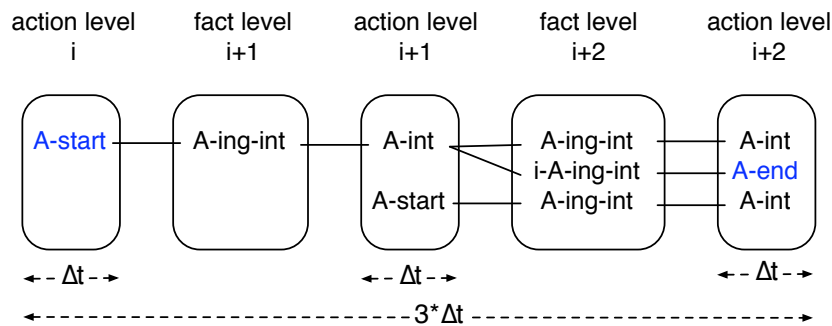 action level fact level action level fact level action level
i i+1 i+1 i+2 i+2
A-start A-ing-int A-int A-ing-int A-int
i-A-ing-int A-end
A-start A-ing-int A-int
Δt Δt Δt
3*Δt